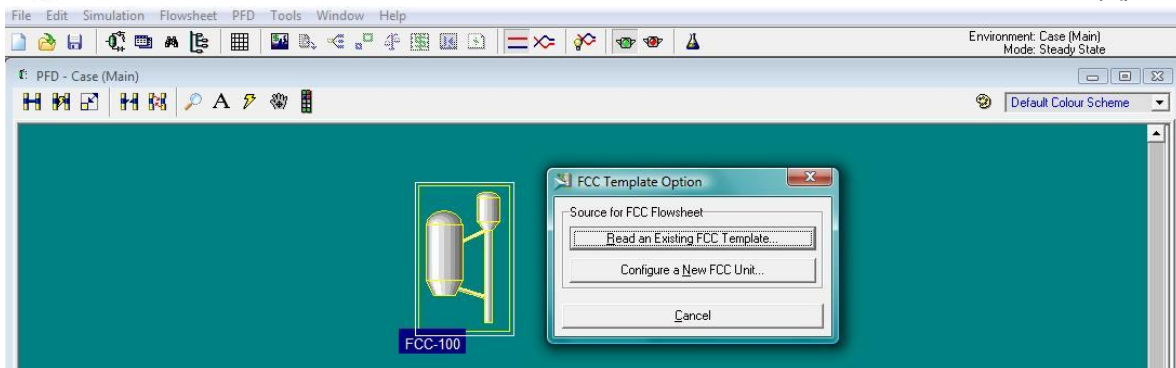 File Edit Simulation Flowsheet PFD Tools Window Help
Environment: Case (Main)
Mode: Steady State
PFD - Case (Main)
A
Default Colour Scheme
FCC Template Option
Source for FCC Flowsheet
Read an Existing FCC Template...
Configure a New FCC Unit...
Cancel
FCC-100